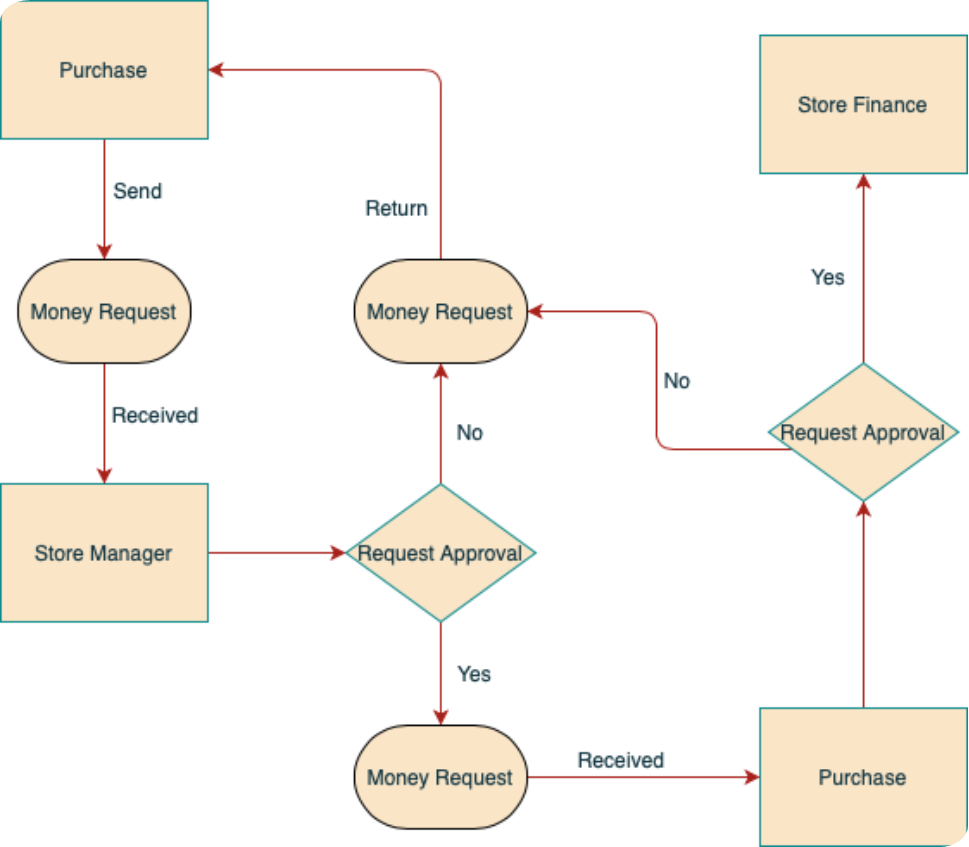 Purchase
Store Finance
Send
Return
Yes
Money Request
Money Request
No
Received
No
Request Approval
Store Manager
Request Approval
Yes
Received
Money Request
Purchase